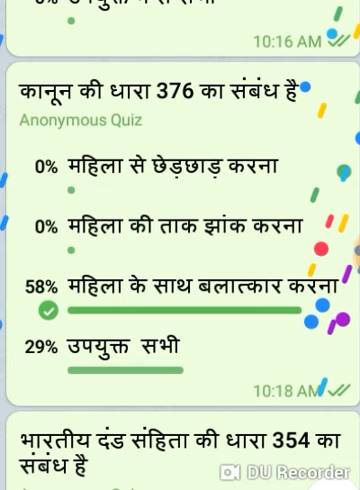 10:16 AM
कानून की धारा 376 का संबंध है
Anonymous Quiz
0% महिला से छेड़छाड़ करना
0% महिला की ताक झांक करना
58% महिला के साथ बलात्कार करना
29% उपयुक्त सभी
10:18 AM
भारतीय दंड संहिता की धारा 354 का
संबंध है
DU Recorder